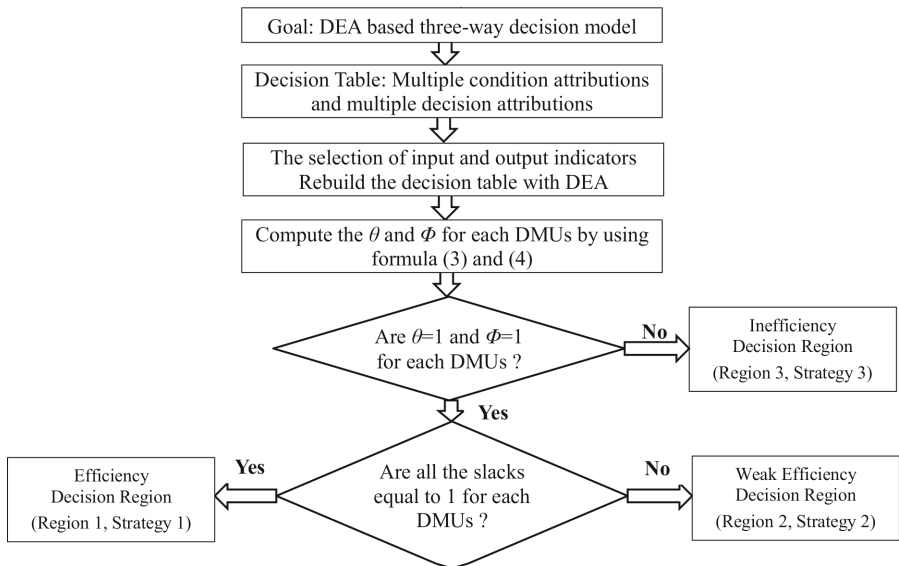 Goal: DEA based three-way decision model
Decision Table: Multiple condition attributions
and multiple decision attributions
The selection of input and output indicators
Rebuild the decision table with DEA
Compute the θ and Φ for each DMUs by using
formula (3) and (4)
Are θ=1 and Φ=1
for each DMUs ?
No
Inefficiency
Decision Region
(Region 3, Strategy 3)
Yes
Are all the slacks
equal to 1 for each
DMUs ?
Yes
Efficiency
Decision Region
(Region 1, Strategy 1)
No
Weak Efficiency
Decision Region
(Region 2, Strategy 2)